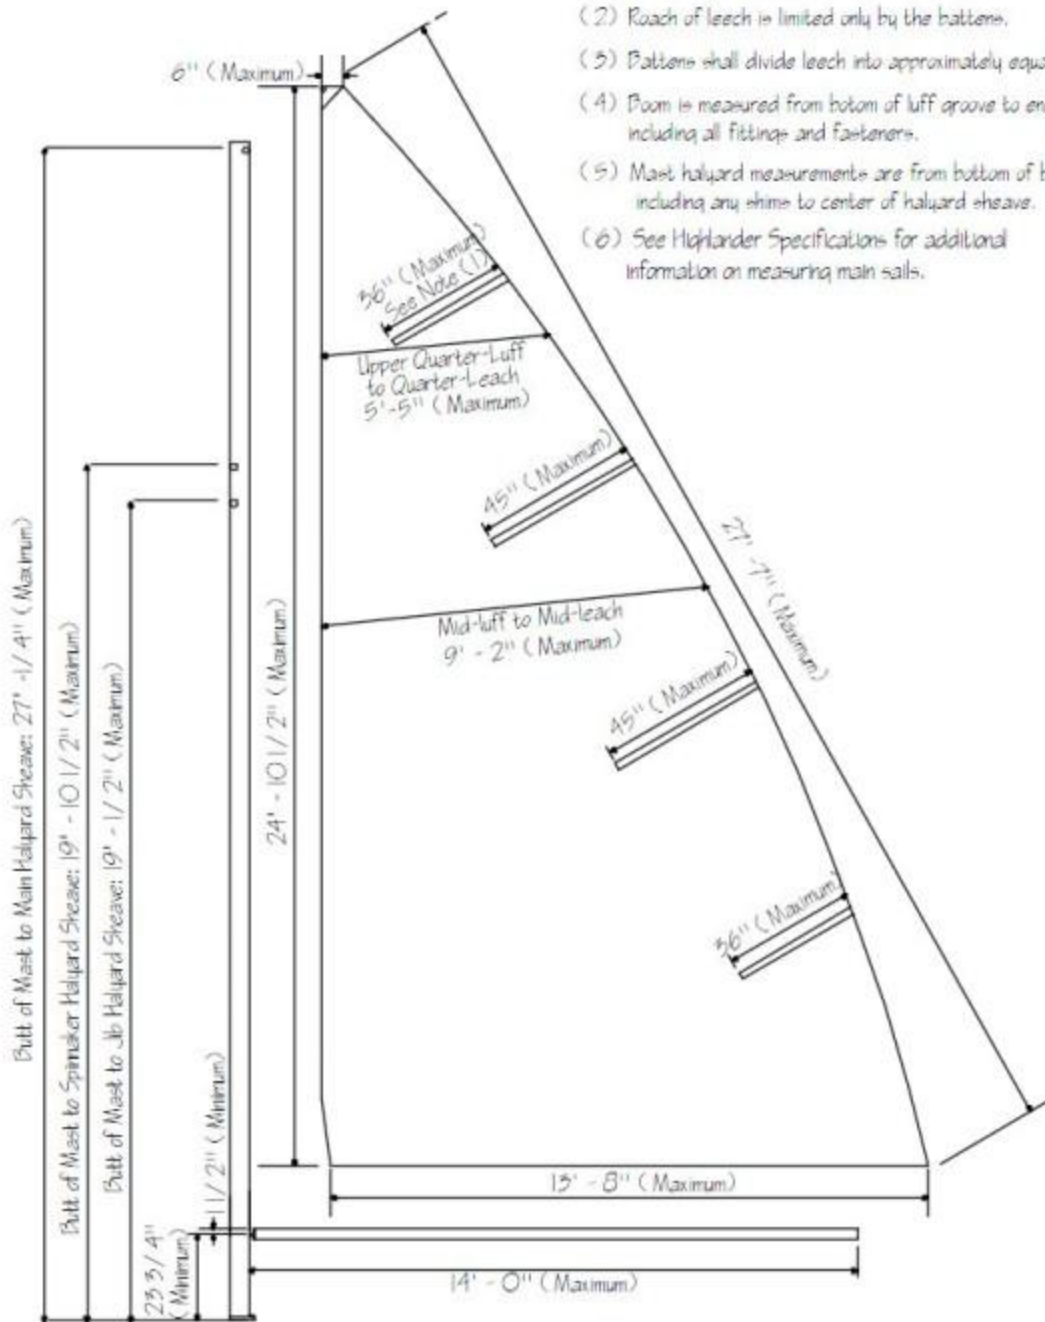 (2) Roach of leech is limited only by the battens.
(3) Battens shall divide leech into approximately equa
(4) Boom is measured from botom of luff groove to en
including all fittings and fasteners.
(5) Mast halyard measurements are from bottom of b
including any shims to center of halyard sheave.
(6) See Highlander Specifications for additional
information on measuring main sails.
6" (Maximum)
36" (Maximum)
See Note (1)
Upper Quarter-Luff
to Quarter-Leach
5'-5" (Maximum)
45" (Maximum)
27' -7" (Maximum)
Mid-luff to Mid-leach
9' - 2" (Maximum)
45" (Maximum)
36" (Maximum)
24' - 10 1/2" (Maximum)
Butt of Mast to Main Halyard Sheave: 27' -1/4" (Maximum)
Butt of Mast to Spinnaker Halyard Sheave: 19' - 10 1/2" (Maximum)
Butt of Mast to Jib Halyard Sheave: 19' - 1/2" (Maximum)
1 1/2" (Minimum)
23 3/4"
(Minimum)
13' - 8" (Maximum)
14' - 0" (Maximum)